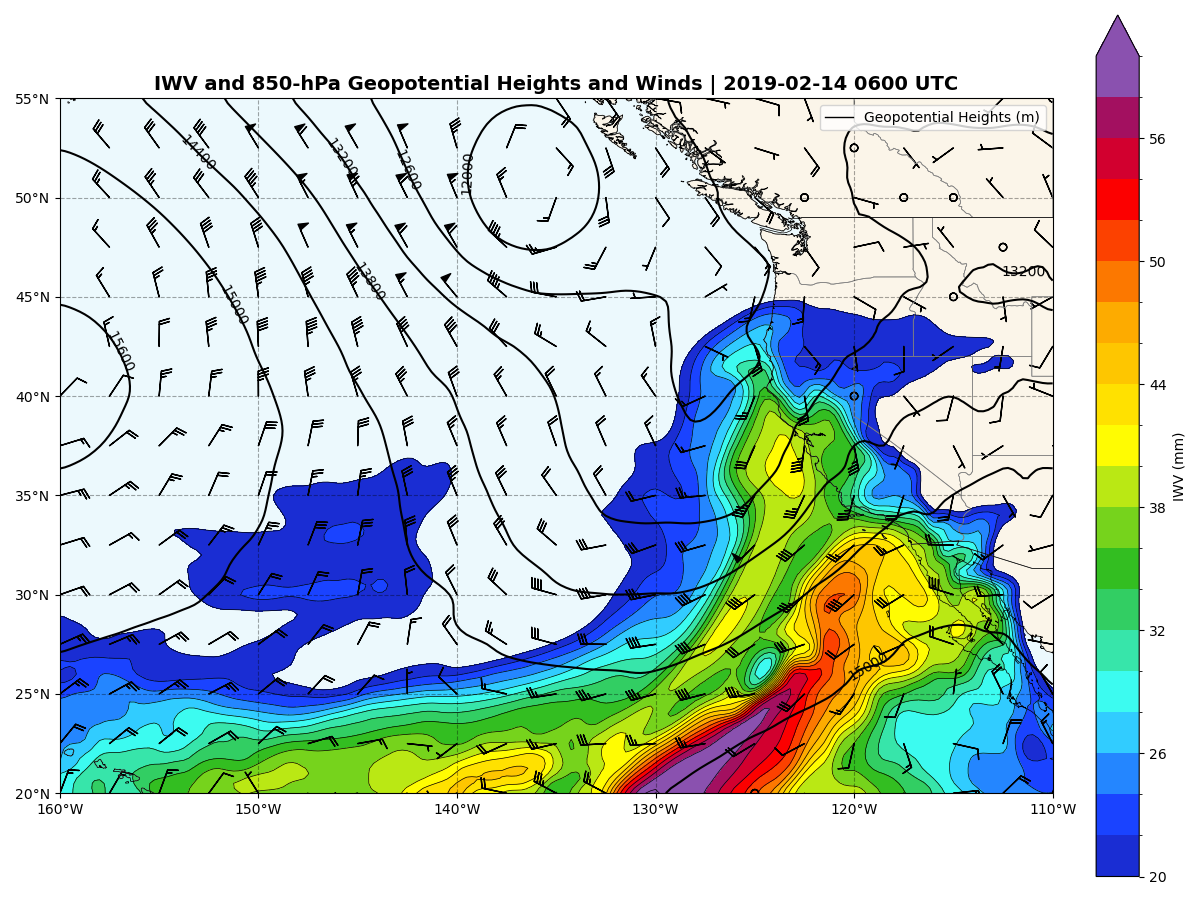 IWV and 850-hPa Geopotential Heights and Winds | 2019-02-14 0600 UTC
Geopotential Heights (m)
55°N
50°N
45°N
40°N
35°N
30°N
25°N
20°N
160°W
150°W
140°W
130°W
120°W
110°W
14400
13200
12600
12000
13800
15000
15600
13200
15000
56
50
44
38
32
26
20
IWV (mm)